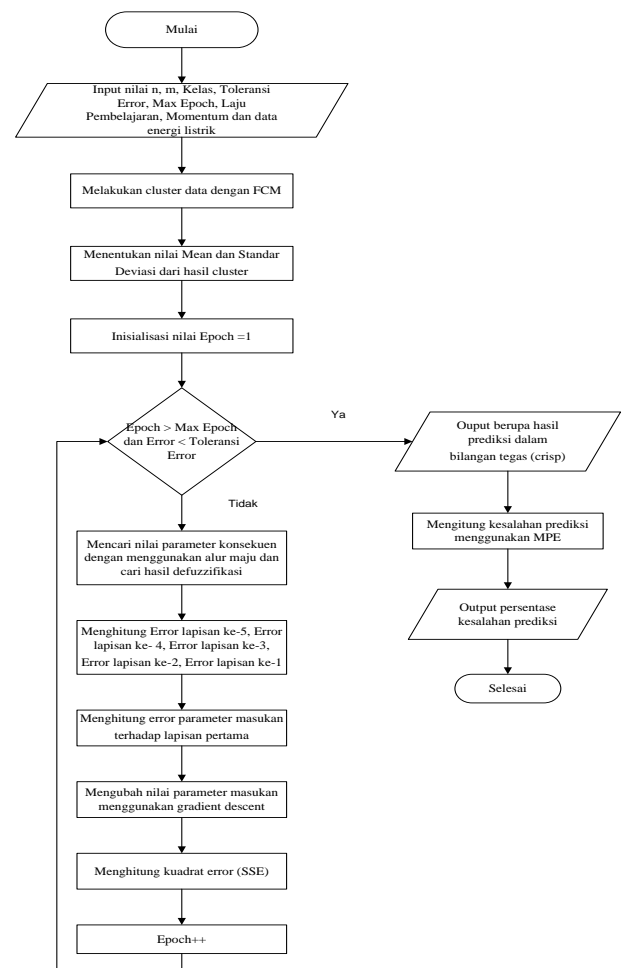 Mulai
Input nilai n, m, Kelas, Toleransi
Error, Max Epoch, Laju
Pembelajaran, Momentum dan data
energi listrik
Melakukan cluster data dengan FCM
Menentukan nilai Mean dan Standar
Deviasi dari hasil cluster
Inisialisasi nilai Epoch =1
Epoch > Max Epoch
dan Error < Toleransi
Error
Ya
Tidak
Mencari nilai parameter konsekuen
dengan menggunakan alur maju dan
cari hasil defuzzifikasi
Menghitung Error lapisan ke-5, Error
lapisan ke- 4, Error lapisan ke-3,
Error lapisan ke-2, Error lapisan ke-1
Menghitung error parameter masukan
terhadap lapisan pertama
Mengubah nilai parameter masukan
menggunakan gradient descent
Menghitung kuadrat error (SSE)
Epoch++
Ouput berupa hasil
prediksi dalam
bilangan tegas (crisp)
Mengitung kesalahan prediksi
menggunakan MPE
Output persentase
kesalahan prediksi
Selesai